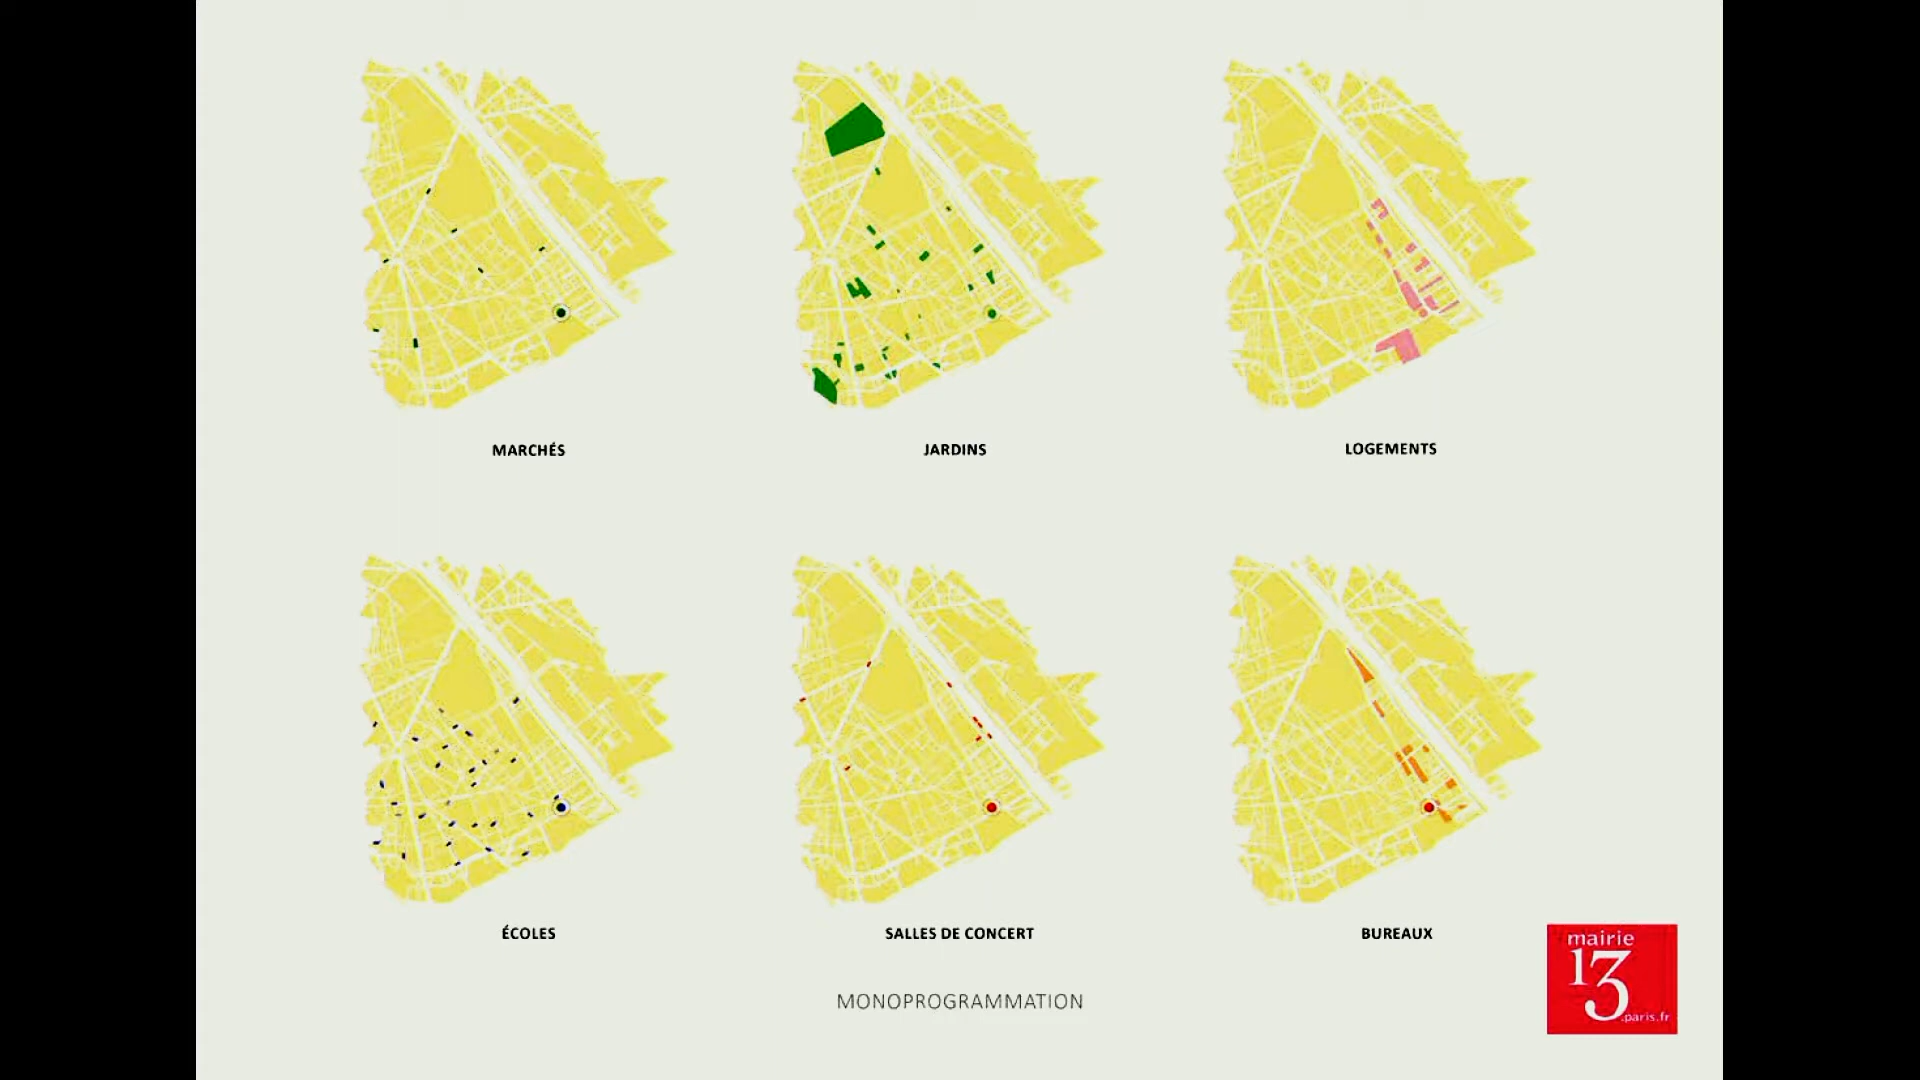 MARCHÉS
JARDINS
LOGEMENTS
ÉCOLES
SALLES DE CONCERT
BUREAUX
MONOPROGRAMMATION
mairie
13
.paris.fr